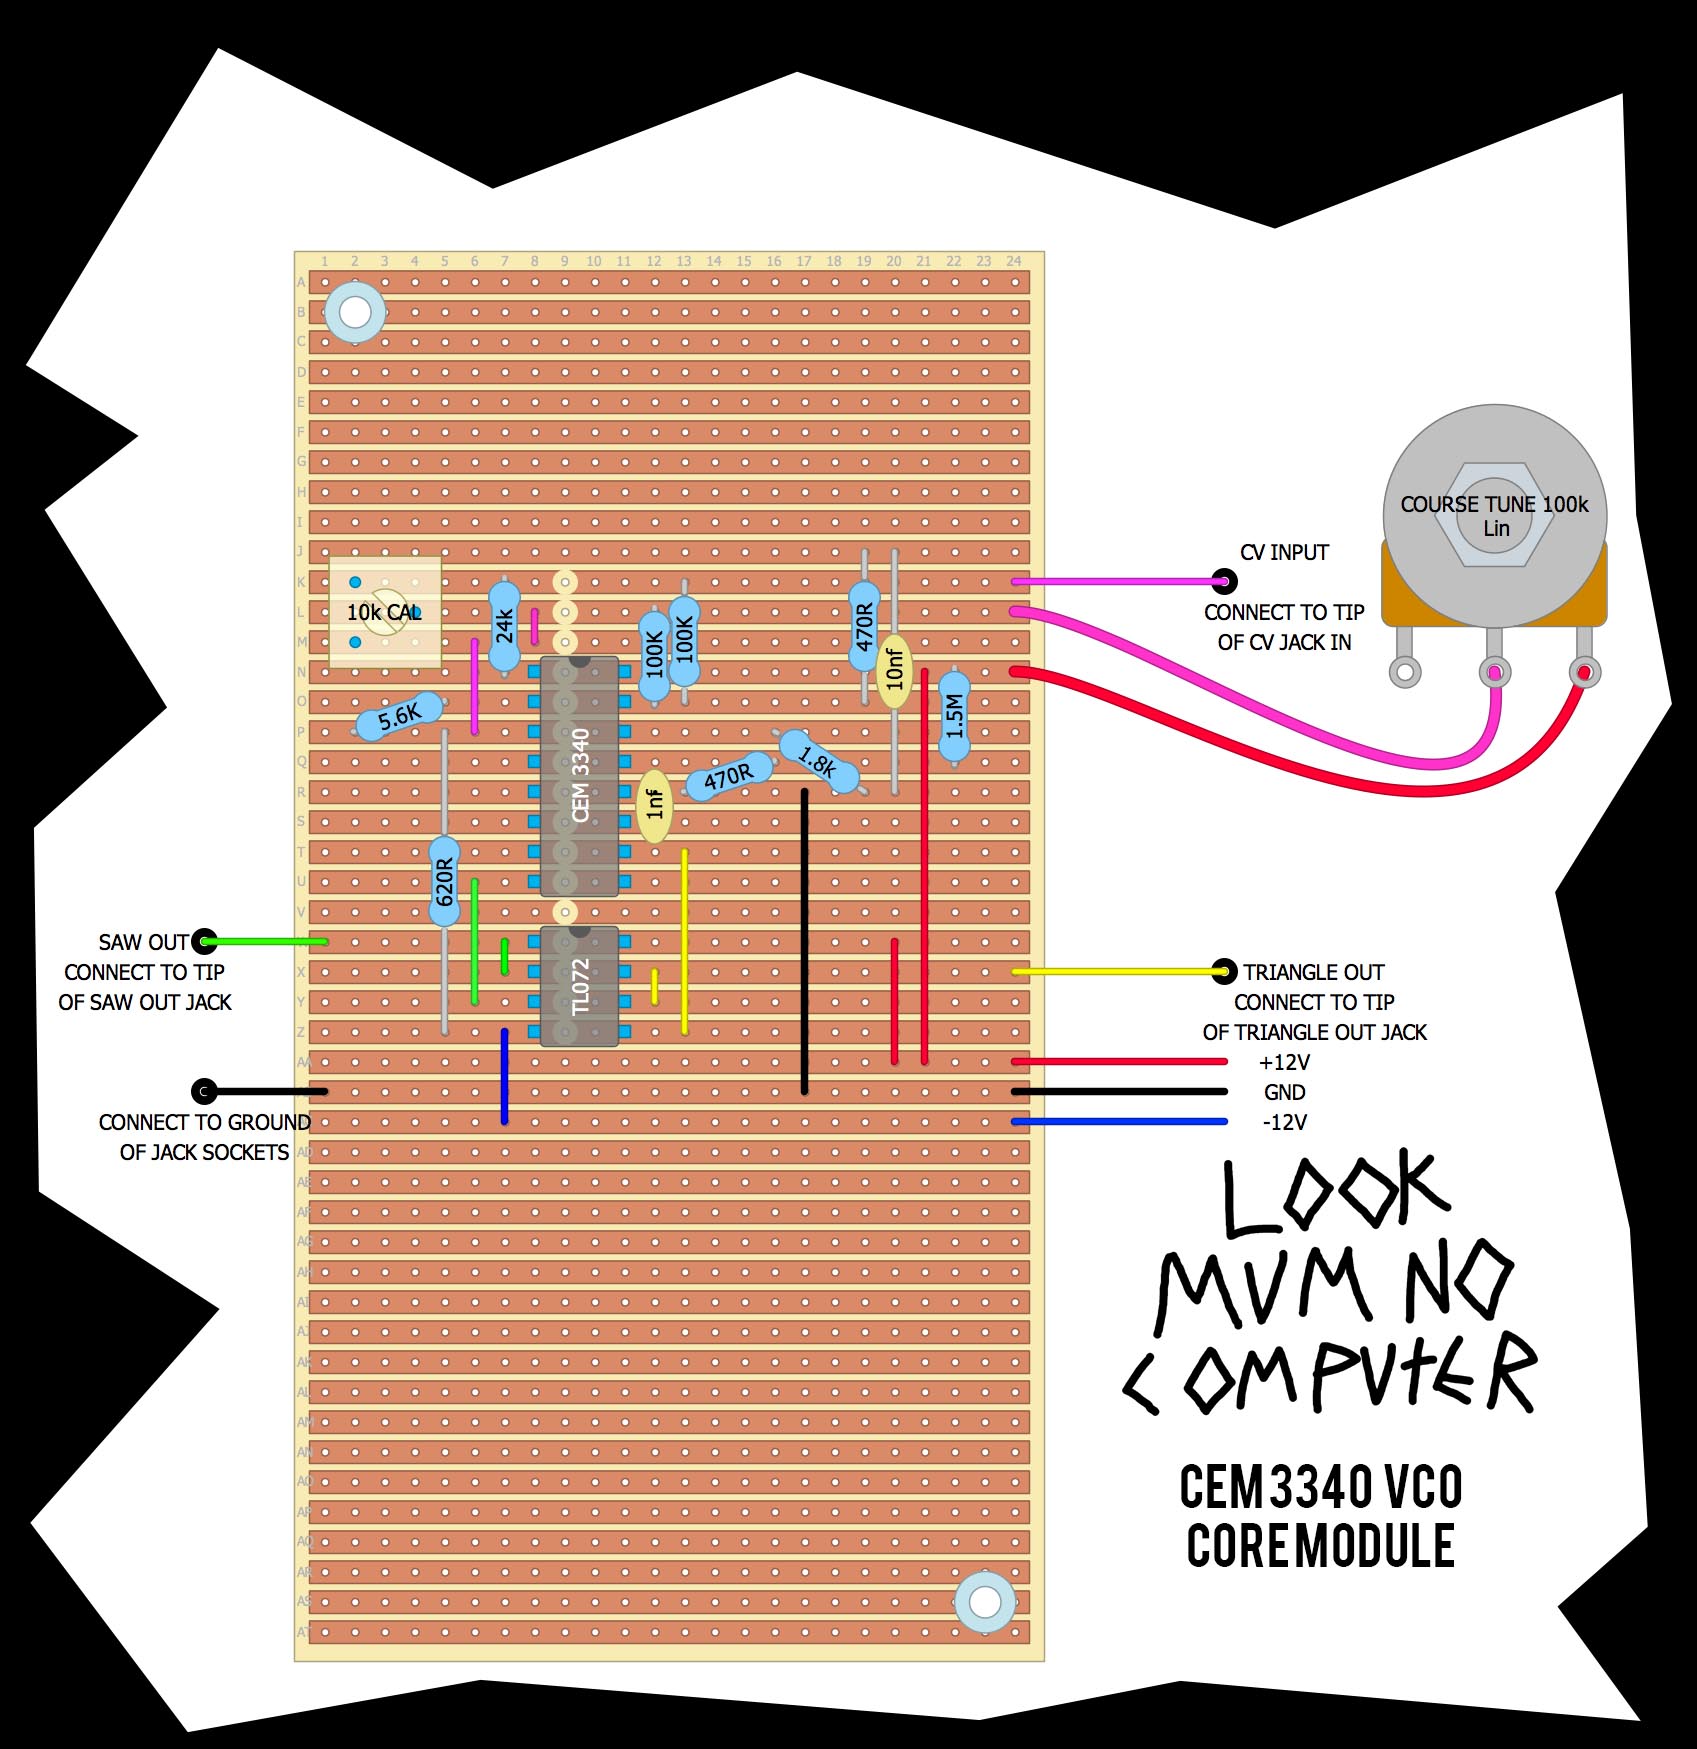 1 2 3 4 5 6 7 8 9 10 11 12 13 14 15 16 17 18 19 20 21 22 23 24
A
B
C
D
E
F
G
H
I
J
K
L
M
N
O
P
Q
R
S
T
U
V
X
Y
Z
AA
AD
AE
AF
AG
AH
AI
AJ
AK
AL
AM
AN
AO
AP
AQ
AR
AS
AT
10k CAL
24k
100K
100K
470R
10nf
1.5M
5.6K
CEM 3340
470R
1.8k
1nf
620R
TL072
COURSE TUNE 100k
Lin
CV INPUT
CONNECT TO TIP
OF CV JACK IN
SAW OUT
CONNECT TO TIP
OF SAW OUT JACK
TRIANGLE OUT
CONNECT TO TIP
OF TRIANGLE OUT JACK
+12V
GND
-12V
CONNECT TO GROUND
OF JACK SOCKETS
LOOK
MVM NO
COMPUTER
CEM 3340 VCO
CORE MODULE